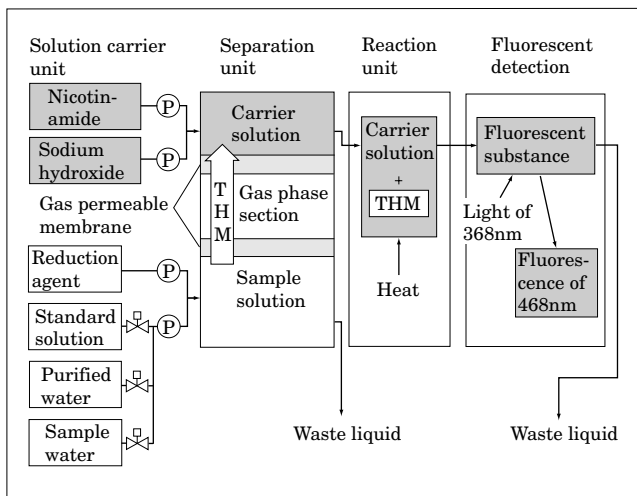 Solution carrier
unit
Separation
unit
Reaction
unit
Fluorescent
detection
Nicotin-
amide
P
Sodium
hydroxide
P
Gas permeable
membrane
Reduction
agent
P
Standard
solution
P
Purified
water
Sample
water
Carrier
solution
T
H
M
Gas phase
section
Sample
solution
Waste liquid
Carrier
solution
+
THM
Heat
Fluorescent
substance
Light of
368nm
Fluores-
cence of
468nm
Waste liquid